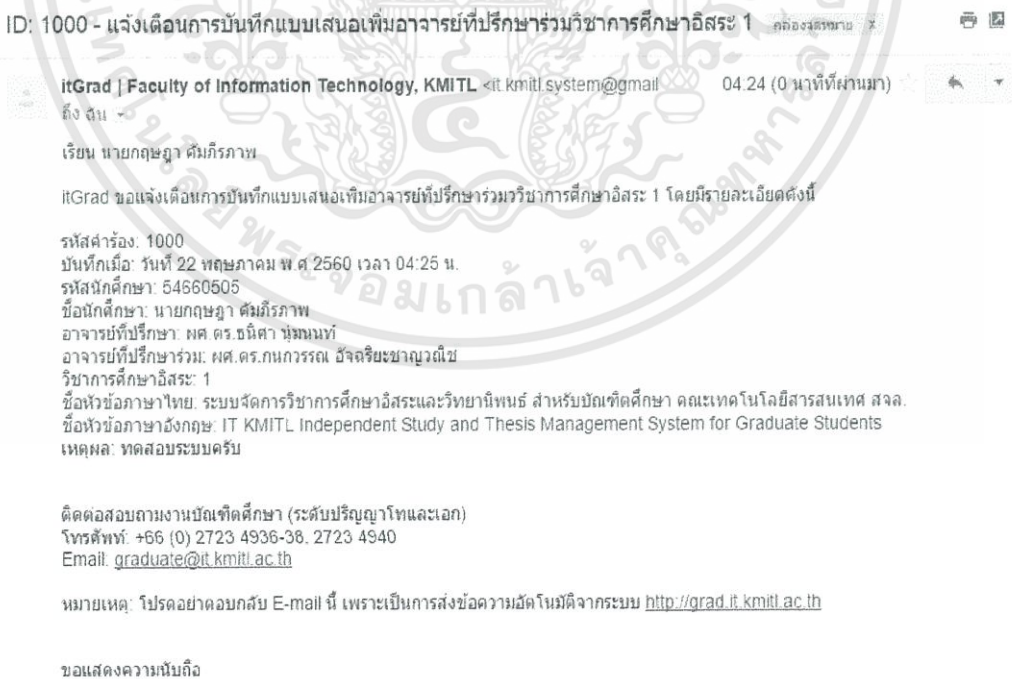 ID: 1000 - แจ้งเตือนการบันทึกแบบเสนอเพิ่มอาจารย์ที่ปรึกษาร่วมวิชาการศึกษาอิสระ 1 กล่องจดหมาย x
itGrad | Faculty of Information Technology, KMITL <it.kmitl.system@gmail 04:24 (0 นาทีที่ผ่านมา)
ถึง ฉัน
เรียน นายกฤษฎา คัมภีรภาพ
itGrad ขอแจ้งเตือนการบันทึกแบบเสนอเพิ่มอาจารย์ที่ปรึกษาร่วมววิชาการศึกษาอิสระ 1 โดยมีรายละเอียดดังนี้
รหัสคำร้อง: 1000
บันทึกเมื่อ: วันที่ 22 พฤษภาคม พ.ศ.2560 เวลา 04:25 น.
รหัสนักศึกษา: 54660505
ชื่อนักศึกษา: นายกฤษฎา คัมภีรภาพ
อาจารย์ที่ปรึกษา: ผศ.ดร.ธนิศา นุ่มนนท์
อาจารย์ที่ปรึกษาร่วม: ผศ.ดร.กนกวรรณ อัจฉริยะชาญวณิช
วิชาการศึกษาอิสระ: 1
ชื่อหัวข้อภาษาไทย: ระบบจัดการวิชาการศึกษาอิสระและวิทยานิพนธ์ สำหรับบัณฑิตศึกษา คณะเทคโนโลยีสารสนเทศ สจล.
ชื่อหัวข้อภาษาอังกฤษ: IT KMITL Independent Study and Thesis Management System for Graduate Students
เหตุผล: ทดสอบระบบครับ
ติดต่อสอบถามงานบัณฑิตศึกษา (ระดับปริญญาโทและเอก)
โทรศัพท์: +66 (0) 2723 4936-38, 2723 4940
Email: graduate@it.kmitl.ac.th
หมายเหตุ: โปรดอย่าตอบกลับ E-mail นี้ เพราะเป็นการส่งข้อความอัตโนมัติจากระบบ http://grad.it.kmitl.ac.th
ขอแสดงความนับถือ